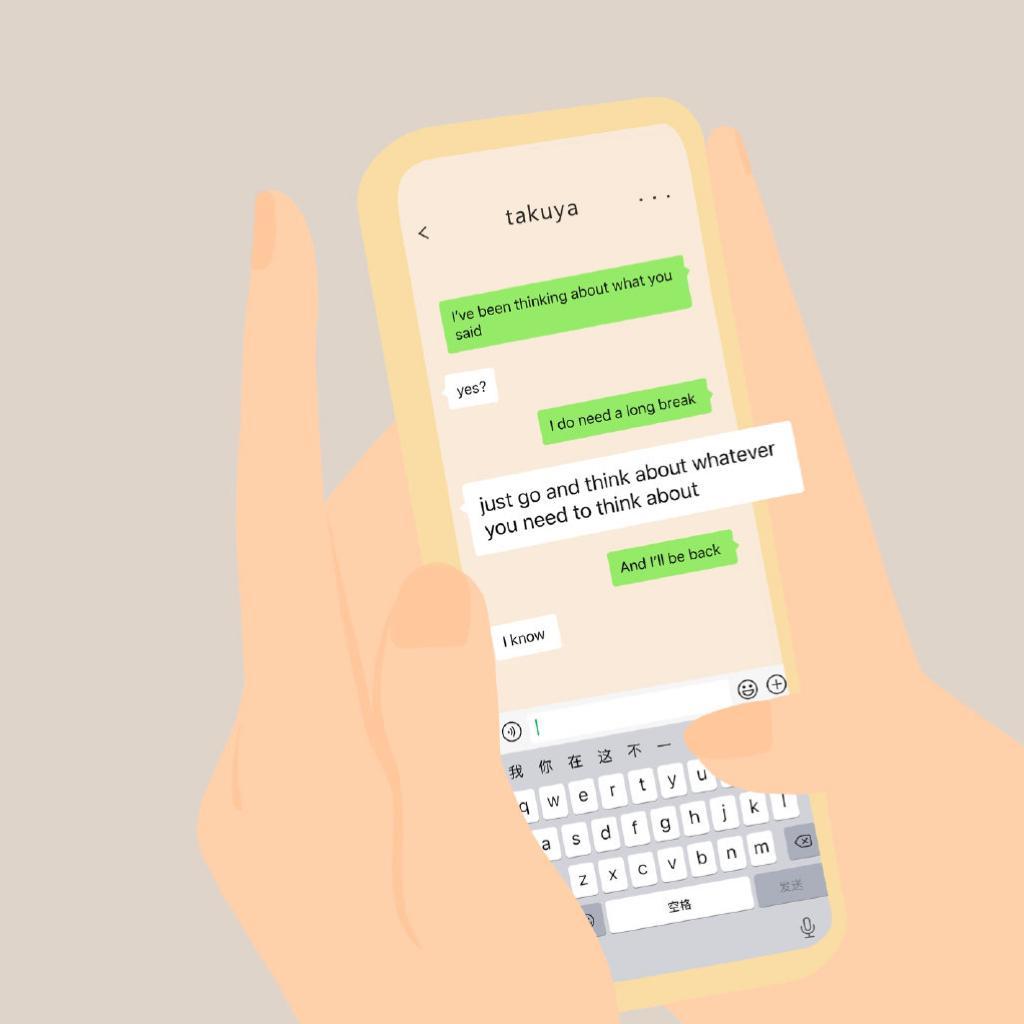 takuya
I've been thinking about what you
said
yes?
I do need a long break
just go and think about whatever
you need to think about
And I'll be back
I know
我 你 在 这 不 一
q w e r t y u
a s d f g h j k l
z x c v b n m
空格 发送